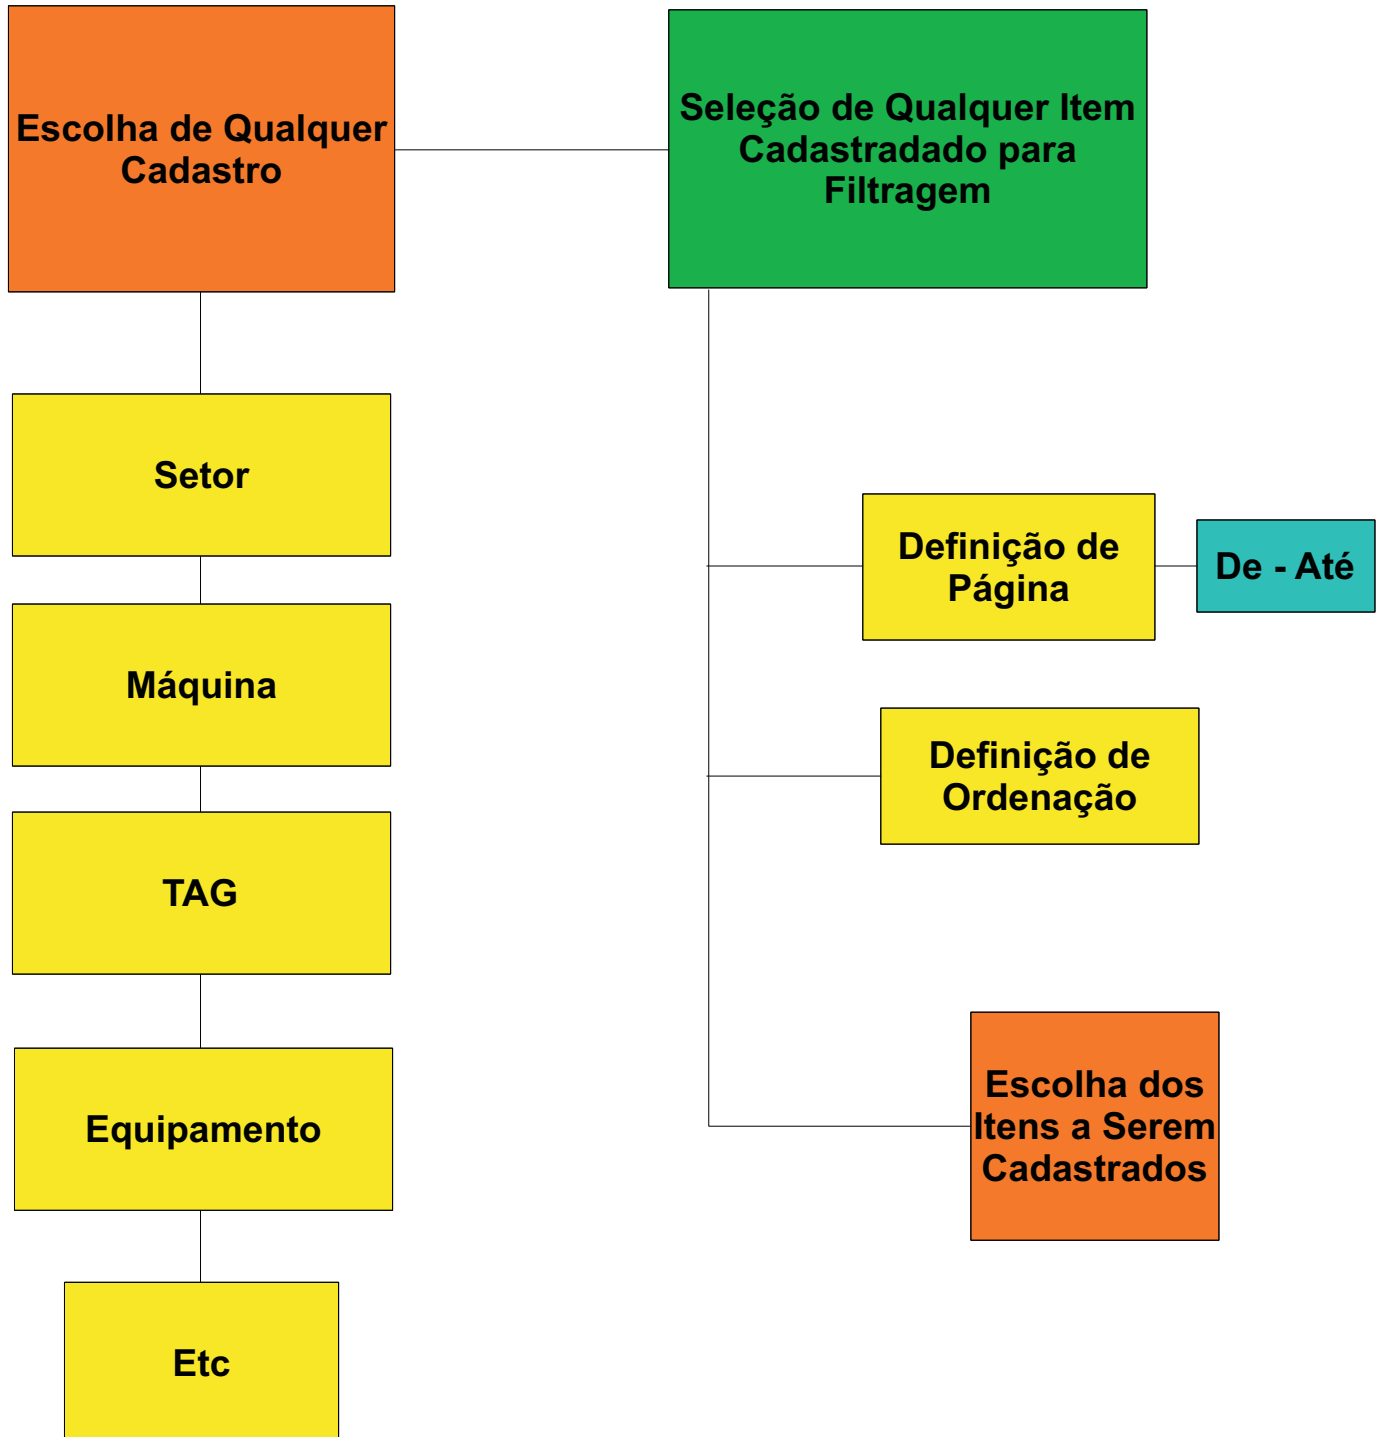 Escolha de Qualquer
Cadastro
Seleção de Qualquer Item
Cadastradado para
Filtragem
Setor
Definição de
Página
De - Até
Máquina
Definição de
Ordenação
TAG
Escolha dos
Itens a Serem
Cadastrados
Equipamento
Etc